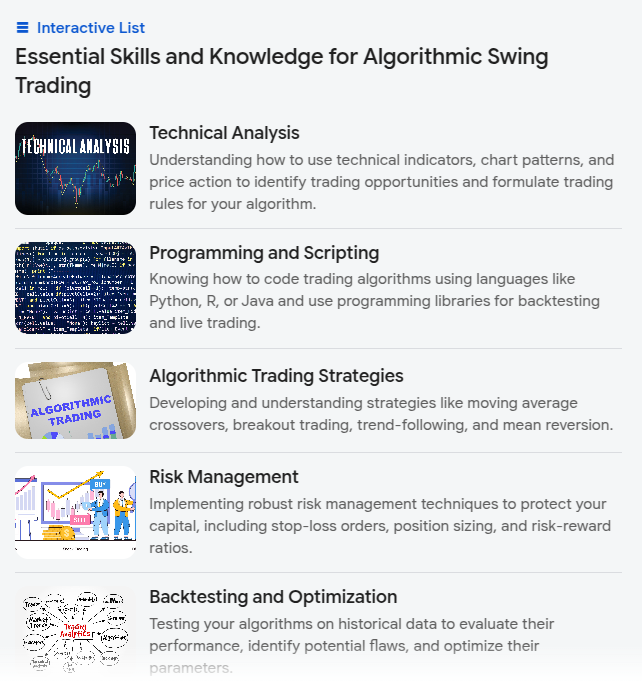 Interactive List
Essential Skills and Knowledge for Algorithmic Swing
Trading
TECHNICAL ANALYSIS
Technical Analysis
Understanding how to use technical indicators, chart patterns, and
price action to identify trading opportunities and formulate trading
rules for your algorithm.
Programming and Scripting
Knowing how to code trading algorithms using languages like
Python, R, or Java and use programming libraries for backtesting
and live trading.
ALGORITHMIC
TRADING
Algorithmic Trading Strategies
Developing and understanding strategies like moving average
crossovers, breakout trading, trend-following, and mean reversion.
BUY
SELL
Risk Management
Implementing robust risk management techniques to protect your
capital, including stop-loss orders, position sizing, and risk-reward
ratios.
Backtesting and Optimization
Testing your algorithms on historical data to evaluate their
performance, identify potential flaws, and optimize their
parameters.